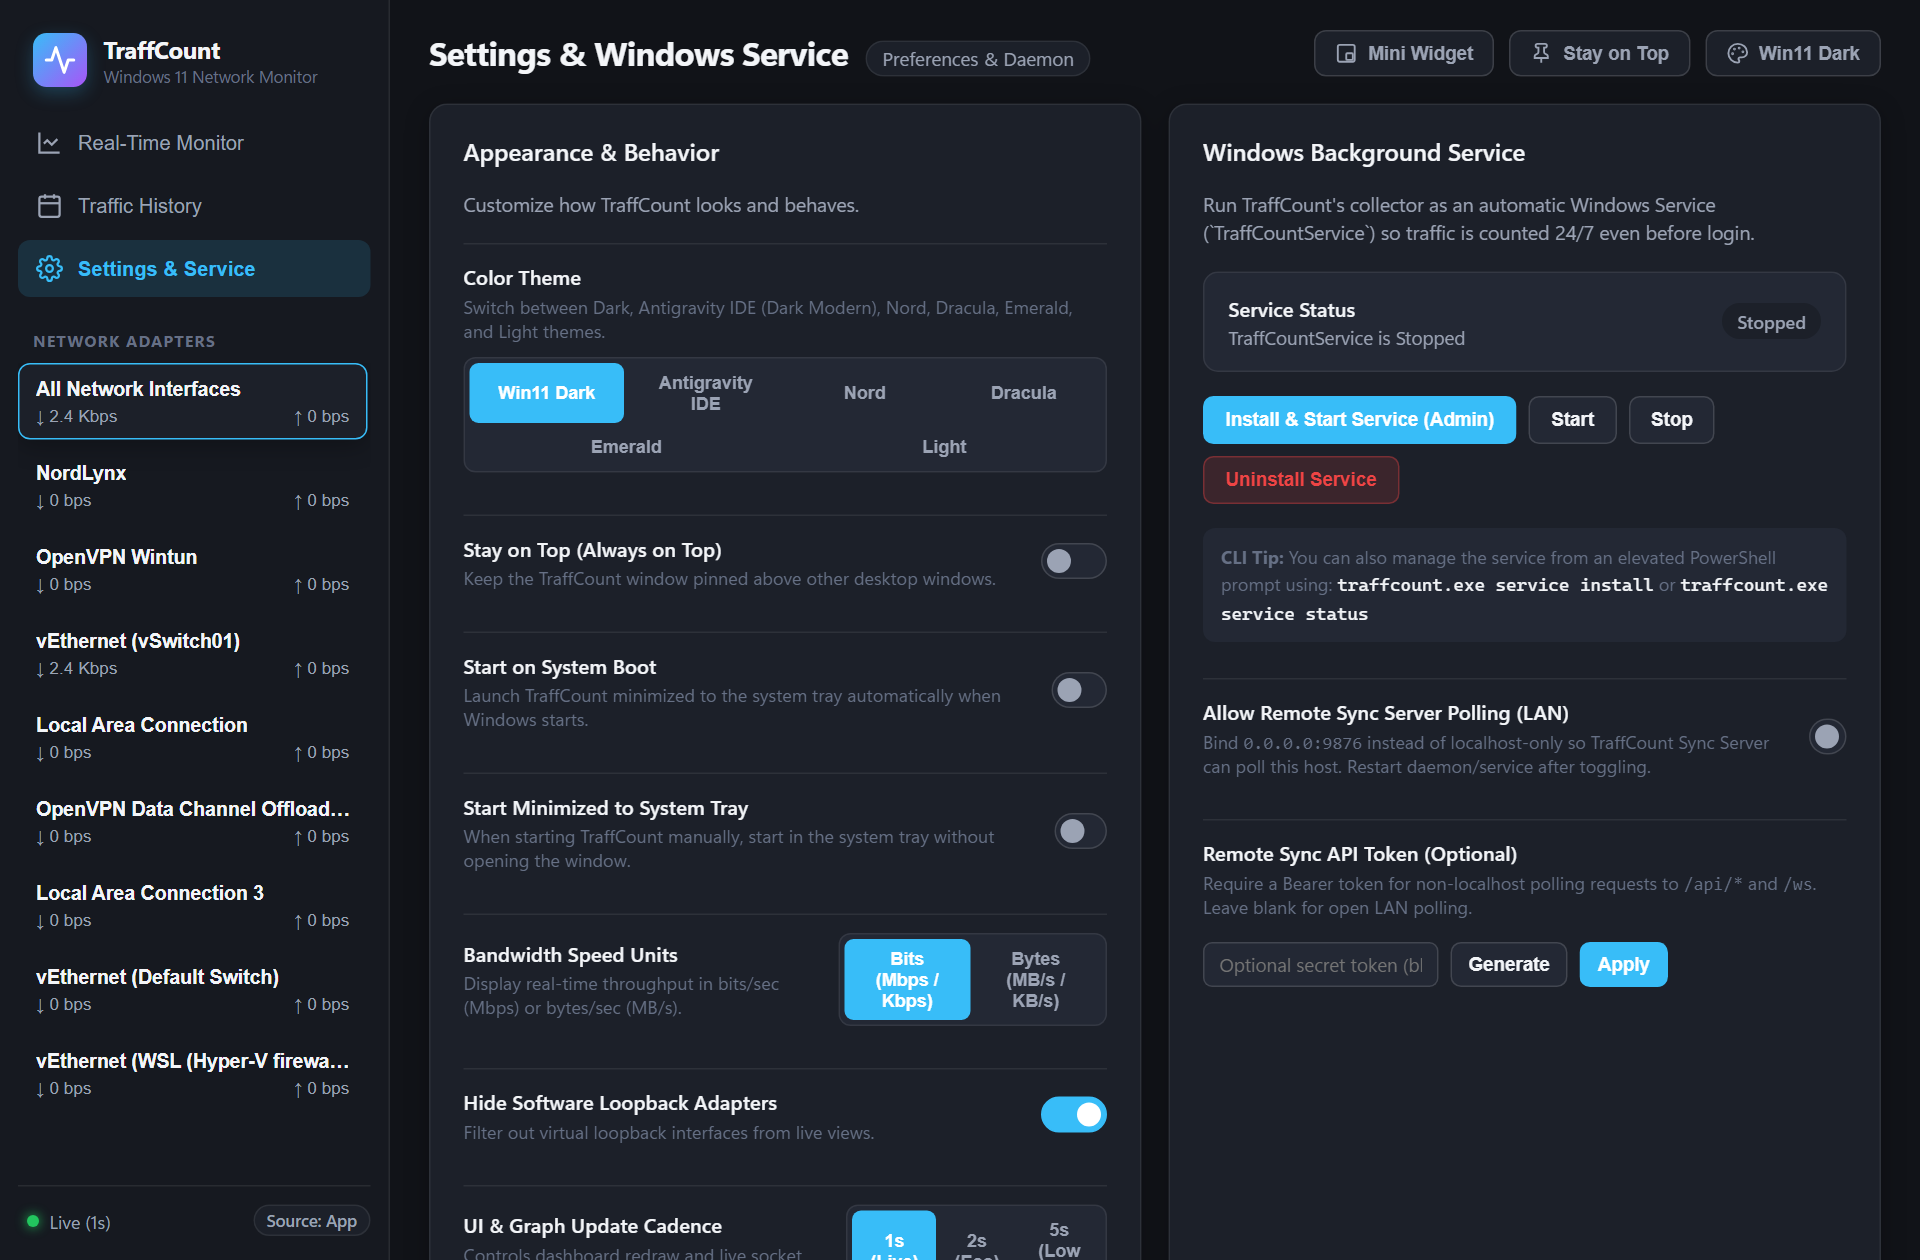 TraffCount
Windows 11 Network Monitor
Real-Time Monitor
Traffic History
Settings & Service
NETWORK ADAPTERS
All Network Interfaces
↓ 2.4 Kbps ↑ 0 bps
NordLynx
↓ 0 bps ↑ 0 bps
OpenVPN Wintun
↓ 0 bps ↑ 0 bps
vEthernet (vSwitch01)
↓ 2.4 Kbps ↑ 0 bps
Local Area Connection
↓ 0 bps ↑ 0 bps
OpenVPN Data Channel Offload...
↓ 0 bps ↑ 0 bps
Local Area Connection 3
↓ 0 bps ↑ 0 bps
vEthernet (Default Switch)
↓ 0 bps ↑ 0 bps
vEthernet (WSL (Hyper-V firewa...
↓ 0 bps ↑ 0 bps
Live (1s)
Source: App
Settings & Windows Service
Preferences & Daemon
Mini Widget
Stay on Top
Win11 Dark
Appearance & Behavior
Customize how TraffCount looks and behaves.
Color Theme
Switch between Dark, Antigravity IDE (Dark Modern), Nord, Dracula, Emerald,
and Light themes.
Win11 Dark
Antigravity
IDE
Nord
Dracula
Emerald
Light
Stay on Top (Always on Top)
Keep the TraffCount window pinned above other desktop windows.
Start on System Boot
Launch TraffCount minimized to the system tray automatically when
Windows starts.
Start Minimized to System Tray
When starting TraffCount manually, start in the system tray without
opening the window.
Bandwidth Speed Units
Display real-time throughput in bits/sec
(Mbps) or bytes/sec (MB/s).
Bits
(Mbps /
Kbps)
Bytes
(MB/s /
KB/s)
Hide Software Loopback Adapters
Filter out virtual loopback interfaces from live views.
UI & Graph Update Cadence
Controls dashboard redraw and live socket
1s
(Live)
2s
(Eco)
5s
(Low
Windows Background Service
Run TraffCount's collector as an automatic Windows Service
(`TraffCountService`) so traffic is counted 24/7 even before login.
Service Status
TraffCountService is Stopped
Stopped
Install & Start Service (Admin)
Start
Stop
Uninstall Service
CLI Tip: You can also manage the service from an elevated PowerShell
prompt using: traffcount.exe service install or traffcount.exe
service status
Allow Remote Sync Server Polling (LAN)
Bind 0.0.0.0:9876 instead of localhost-only so TraffCount Sync Server
can poll this host. Restart daemon/service after toggling.
Remote Sync API Token (Optional)
Require a Bearer token for non-localhost polling requests to /api/* and /ws.
Leave blank for open LAN polling.
Optional secret token (bl
Generate
Apply